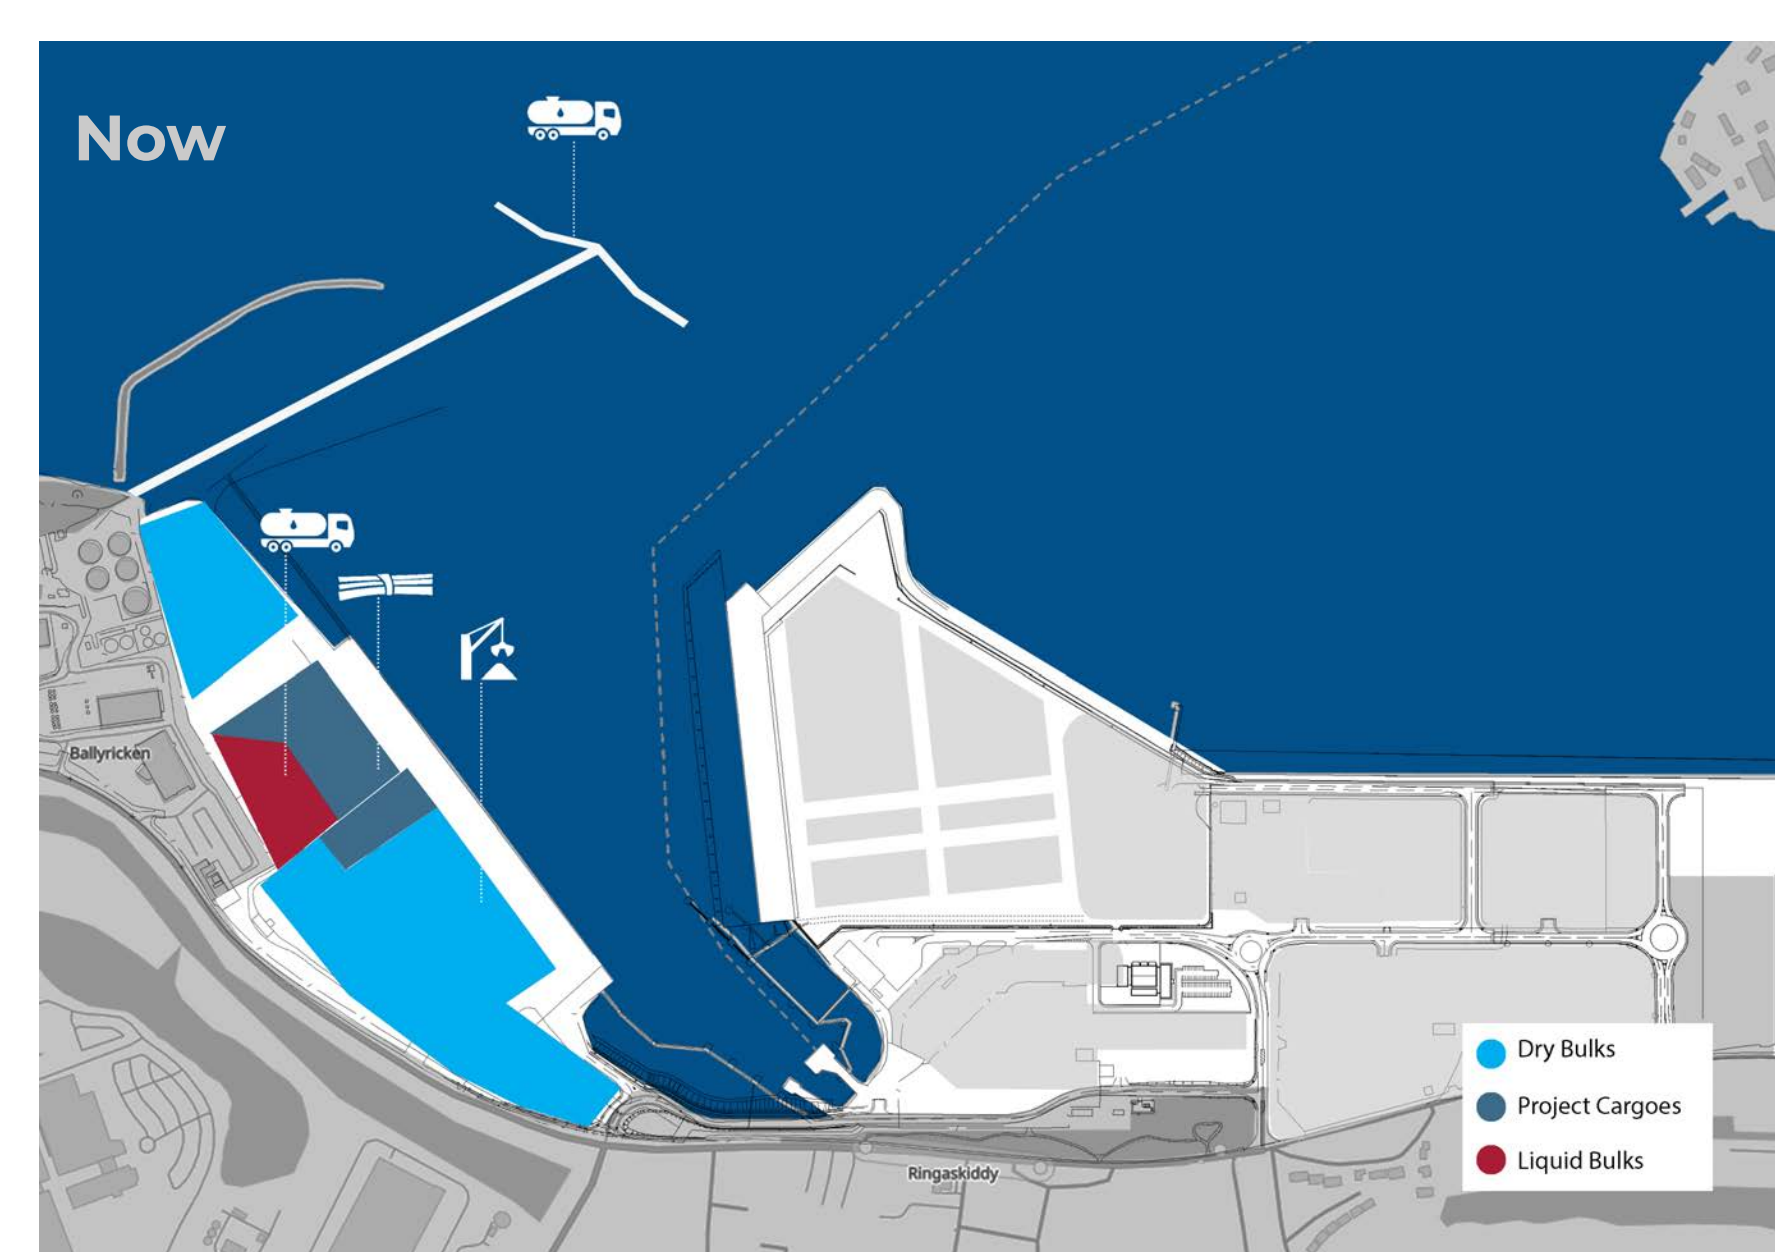 Now
Ballyricken
Ringaskiddy
Dry Bulks
Project Cargoes
Liquid Bulks